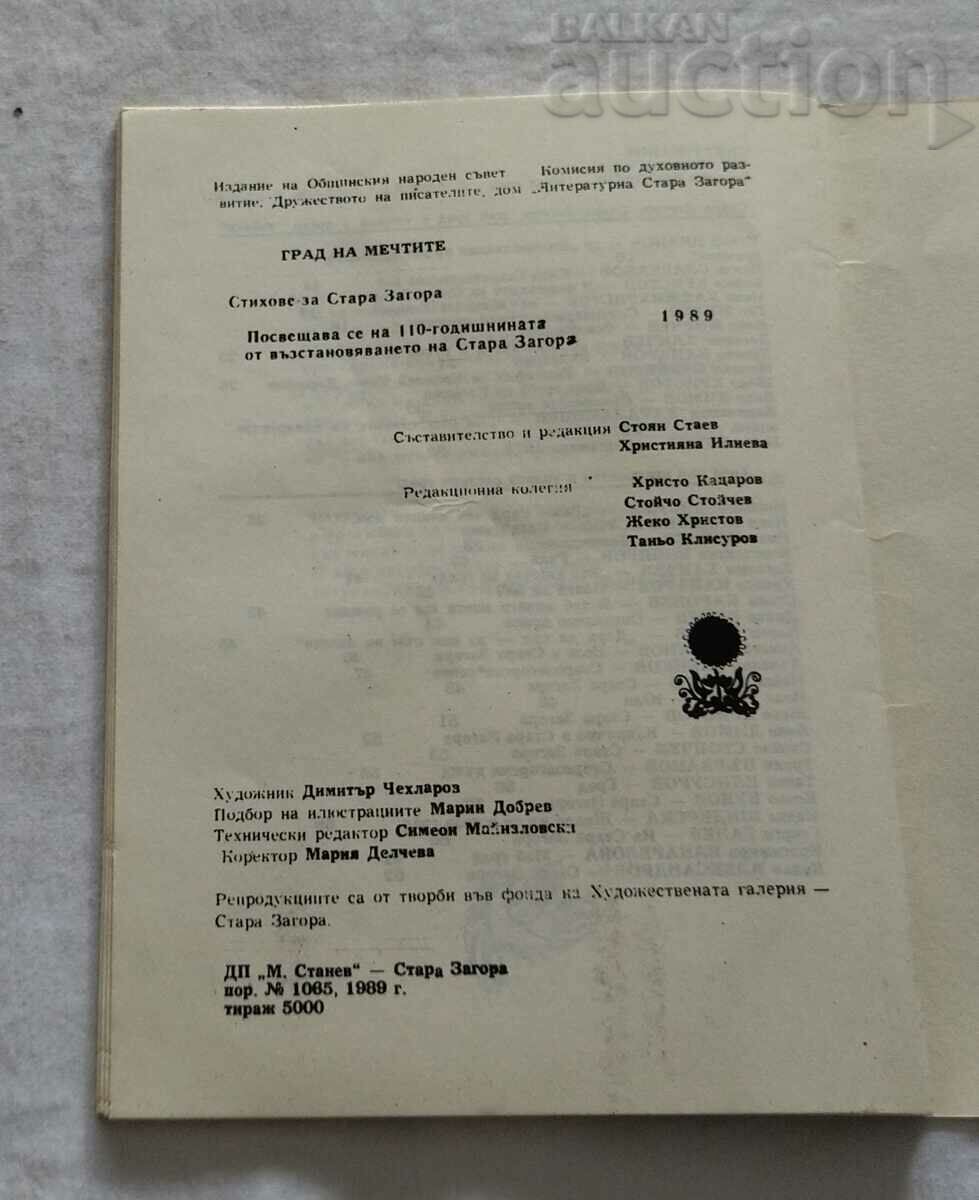 BALKAN
auction
Издание на Общинския народен съвет Комисия по духовното раз-
витие, Дружеството на писателите, дом „Литературна Стара Загора“
ГРАД НА МЕЧТИТЕ
Стихове за Стара Загора
Посвещава се на 110-годишнината
от възстановяването на Стара Загора
1989
Съставителство и редакция Стоян Стаев
Християна Илиева
Редакционна колегия Христо Кацаров
Стойчо Стойчев
Жеко Христов
Таньо Клисуров
Художник Димитър Чехларов
Подбор на илюстрациите Марин Добрев
Технически редактор Симеон
Коректор Мария Делчева
Репродукциите са от творби във фонда на Художествената галерия —
Стара Загора.
ДП „М. Станев“ — Стара Загора
пор. № 1065, 1989 г.
тираж 5000